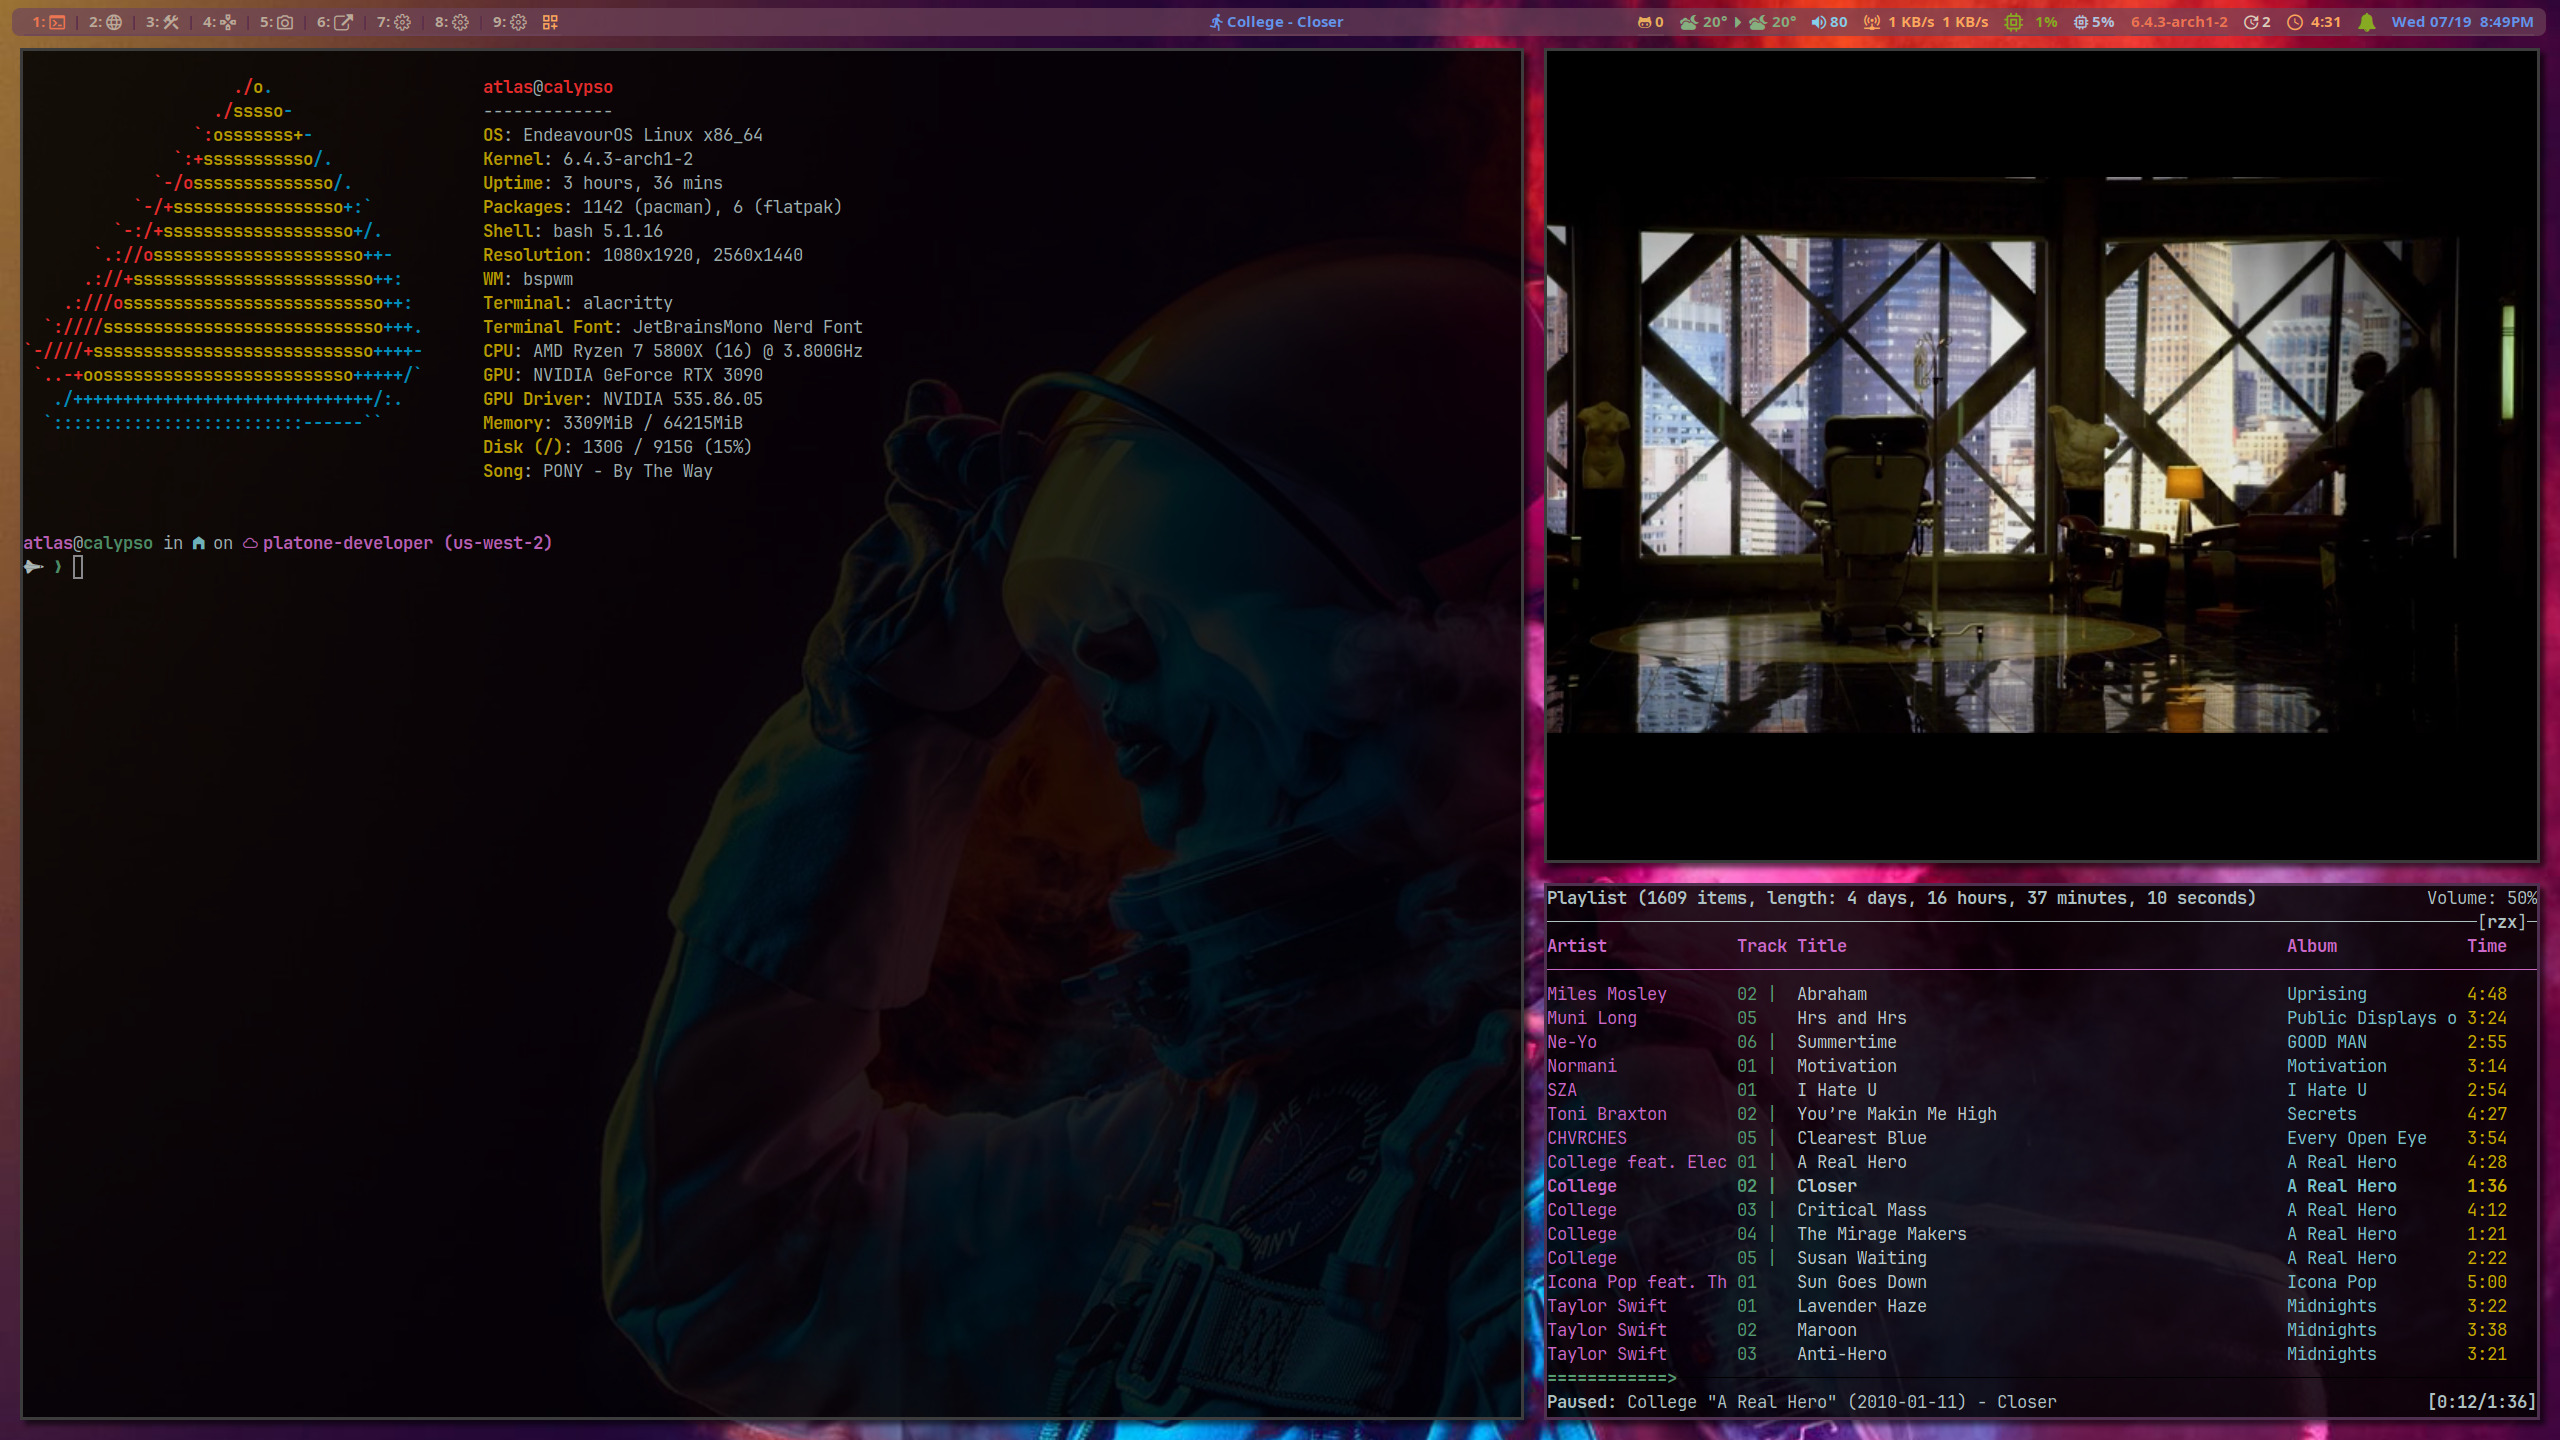 1: | 2: | 3: | 4: | 5: | 6: | 7: | 8: | 9:
College - Closer
0 20° 20° 80 1 KB/s 1 KB/s 1% 5% 6.4.3-arch1-2 2 4:31 Wed 07/19 8:49PM
./o.
./sssso-
`:osssssss+-
`:+sssssssssso/.
`-/ossssssssssssso/.
`-/+sssssssssssssssso+:`
`-:/+sssssssssssssssssso+/.
`.://osssssssssssssssssssso++-
.://+ssssssssssssssssssssssso++:
.:///ossssssssssssssssssssssssso++:
`:////ssssssssssssssssssssssssssso+++.
`-////+ssssssssssssssssssssssssssso++++-
`..-+oosssssssssssssssssssssssso+++++/`
./++++++++++++++++++++++++++++++/:.
`:::::::::::::::::::::::::------``
atlas@calypso
-------------
OS: EndeavourOS Linux x86_64
Kernel: 6.4.3-arch1-2
Uptime: 3 hours, 36 mins
Packages: 1142 (pacman), 6 (flatpak)
Shell: bash 5.1.16
Resolution: 1080x1920, 2560x1440
WM: bspwm
Terminal: alacritty
Terminal Font: JetBrainsMono Nerd Font
CPU: AMD Ryzen 7 5800X (16) @ 3.800GHz
GPU: NVIDIA GeForce RTX 3090
GPU Driver: NVIDIA 535.86.05
Memory: 3309MiB / 64215MiB
Disk (/): 130G / 915G (15%)
Song: PONY - By The Way
atlas@calypso in on platone-developer (us-west-2)
❯
Playlist (1609 items, length: 4 days, 16 hours, 37 minutes, 10 seconds) Volume: 50%
[rzx]
Artist Track Title Album Time
Miles Mosley 02 | Abraham Uprising 4:48
Muni Long 05 Hrs and Hrs Public Displays o 3:24
Ne-Yo 06 | Summertime GOOD MAN 2:55
Normani 01 | Motivation Motivation 3:14
SZA 01 I Hate U I Hate U 2:54
Toni Braxton 02 | You’re Makin Me High Secrets 4:27
CHVRCHES 05 | Clearest Blue Every Open Eye 3:54
College feat. Elec 01 | A Real Hero A Real Hero 4:28
College 02 | Closer A Real Hero 1:36
College 03 | Critical Mass A Real Hero 4:12
College 04 | The Mirage Makers A Real Hero 1:21
College 05 | Susan Waiting A Real Hero 2:22
Icona Pop feat. Th 01 Sun Goes Down Icona Pop 5:00
Taylor Swift 01 Lavender Haze Midnights 3:22
Taylor Swift 02 Maroon Midnights 3:38
Taylor Swift 03 Anti-Hero Midnights 3:21
============>
Paused: College "A Real Hero" (2010-01-11) - Closer [0:12/1:36]